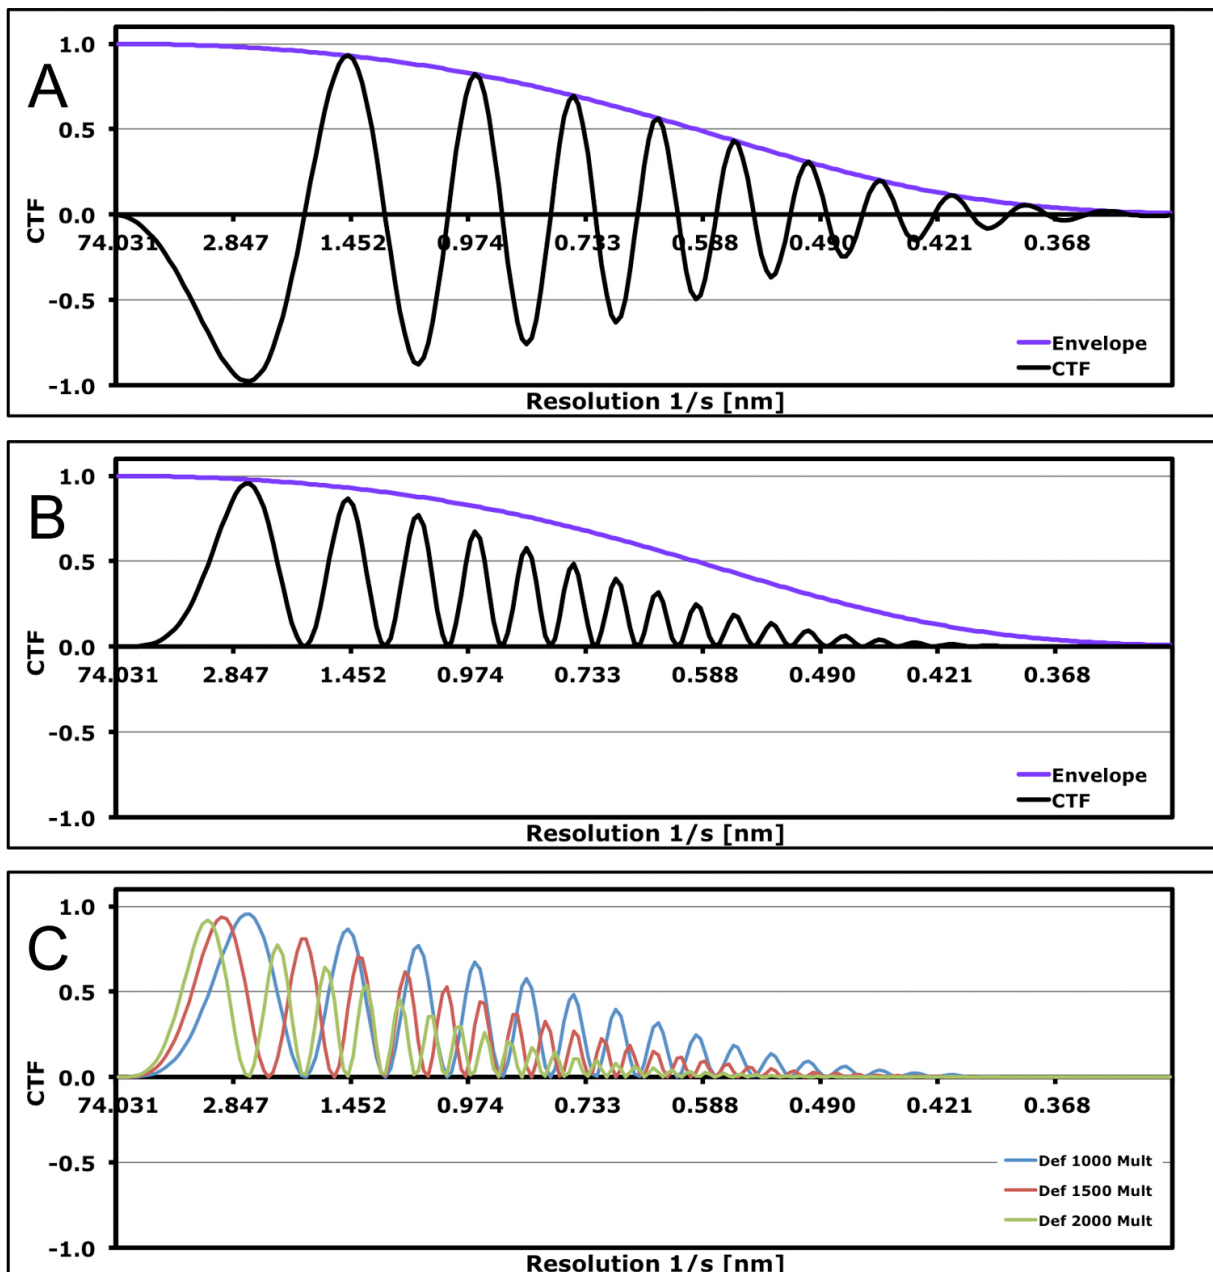 A
1.0
0.5
0.0
-0.5
-1.0
CTF
74.031 2.847 1.452 0.974 0.733 0.588 0.490 0.421 0.368
Envelope
CTF
Resolution 1/s [nm]
B
1.0
0.5
0.0
-0.5
-1.0
CTF
74.031 2.847 1.452 0.974 0.733 0.588 0.490 0.421 0.368
Envelope
CTF
Resolution 1/s [nm]
C
1.0
0.5
0.0
-0.5
-1.0
CTF
74.031 2.847 1.452 0.974 0.733 0.588 0.490 0.421 0.368
Def 1000 Mult
Def 1500 Mult
Def 2000 Mult
Resolution 1/s [nm]